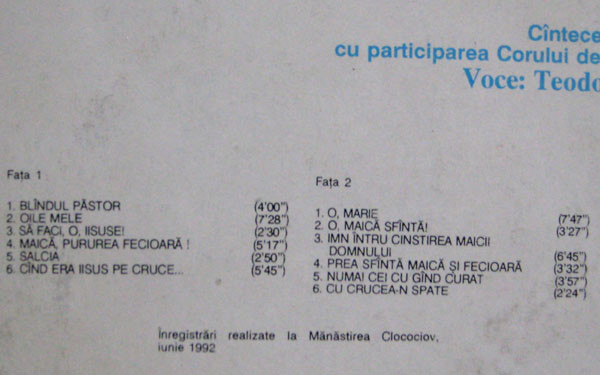 Cîntece
cu participarea Corului de
Voce: Teodo
Fața 1
1. BLÎNDUL PĂSTOR (4'00")
2. OILE MELE (7'28")
3. SĂ FACI, O, IISUSE! (2'30")
4. MAICĂ, PURUREA FECIOARĂ ! (5'17")
5. SALCIA (2'50")
6. CÎND ERA IISUS PE CRUCE... (5'45")
Fața 2
1. O, MARIE (7'47")
2. O, MAICĂ SFÎNTĂ! (3'27")
3. IMN ÎNTRU CINSTIREA MAICII
DOMNULUI (6'45")
4. PREA SFÎNTĂ MAICĂ ȘI FECIOARĂ (3'32")
5. NUMAI CEI CU GÎND CURAT (3'57")
6. CU CRUCEA-N SPATE (2'24")
Înregistrări realizate la Mănăstirea Clocociov,
iunie 1992